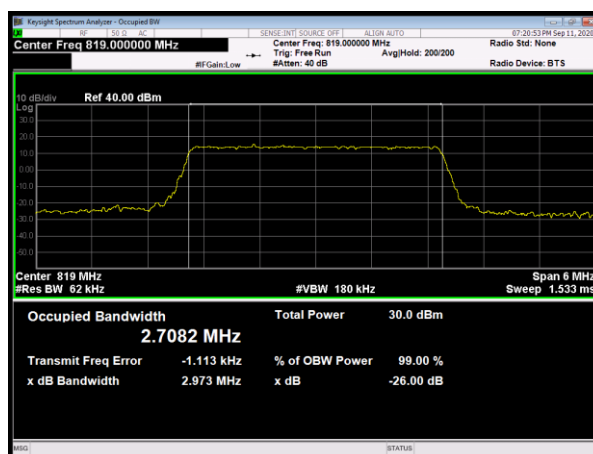 Keysight Spectrum Analyzer - Occupied BW
RF 50 Ω AC SENSE:INT SOURCE OFF ALIGN AUTO 07:20:53 PM Sep 11, 2020
Center Freq 819.000000 MHz Center Freq: 819.000000 MHz Radio Std: None
Trig: Free Run Avg|Hold: 200/200
#IFGain:Low #Atten: 40 dB Radio Device: BTS
10 dB/div Ref 40.00 dBm
Log
30.0
20.0
10.0
0.00
-10.0
-20.0
-30.0
-40.0
-50.0
Center 819 MHz Span 6 MHz
#Res BW 62 kHz #VBW 180 kHz Sweep 1.533 ms
Occupied Bandwidth Total Power 30.0 dBm
2.7082 MHz
Transmit Freq Error -1.113 kHz % of OBW Power 99.00 %
x dB Bandwidth 2.973 MHz x dB -26.00 dB
MSG STATUS